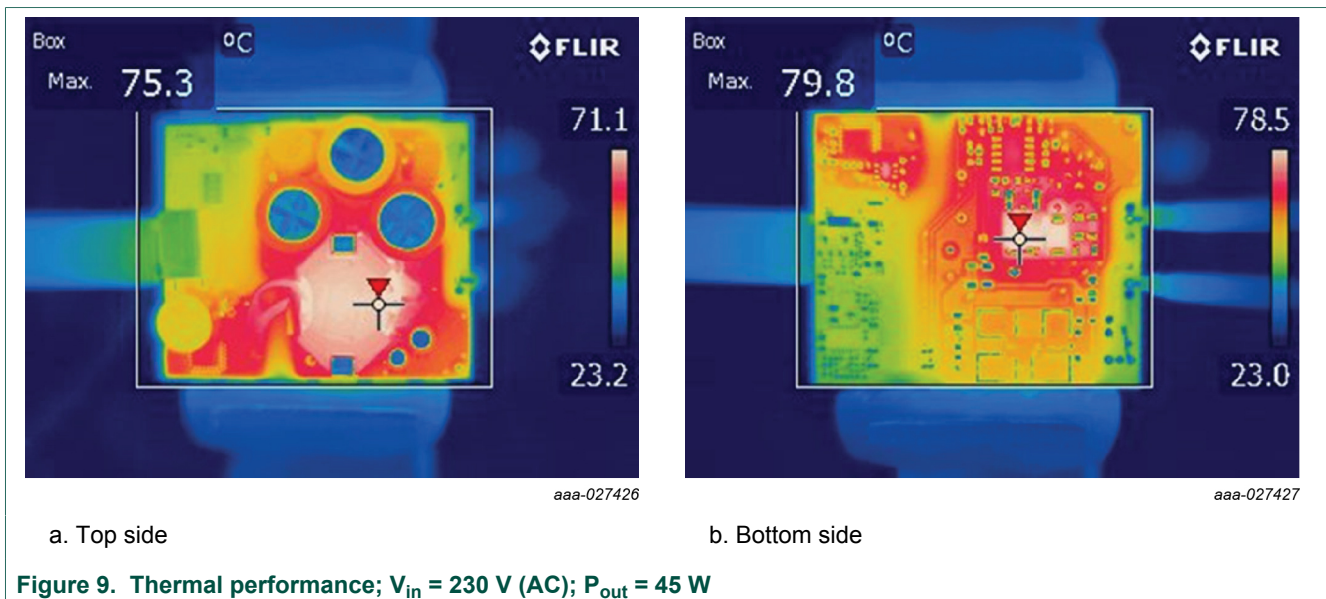 Box °C FLIR
Max. 75.3
71.1
23.2
aaa-027426
a. Top side
Box °C FLIR
Max. 79.8
78.5
23.0
aaa-027427
b. Bottom side
Figure 9. Thermal performance; Vin = 230 V (AC); Pout = 45 W